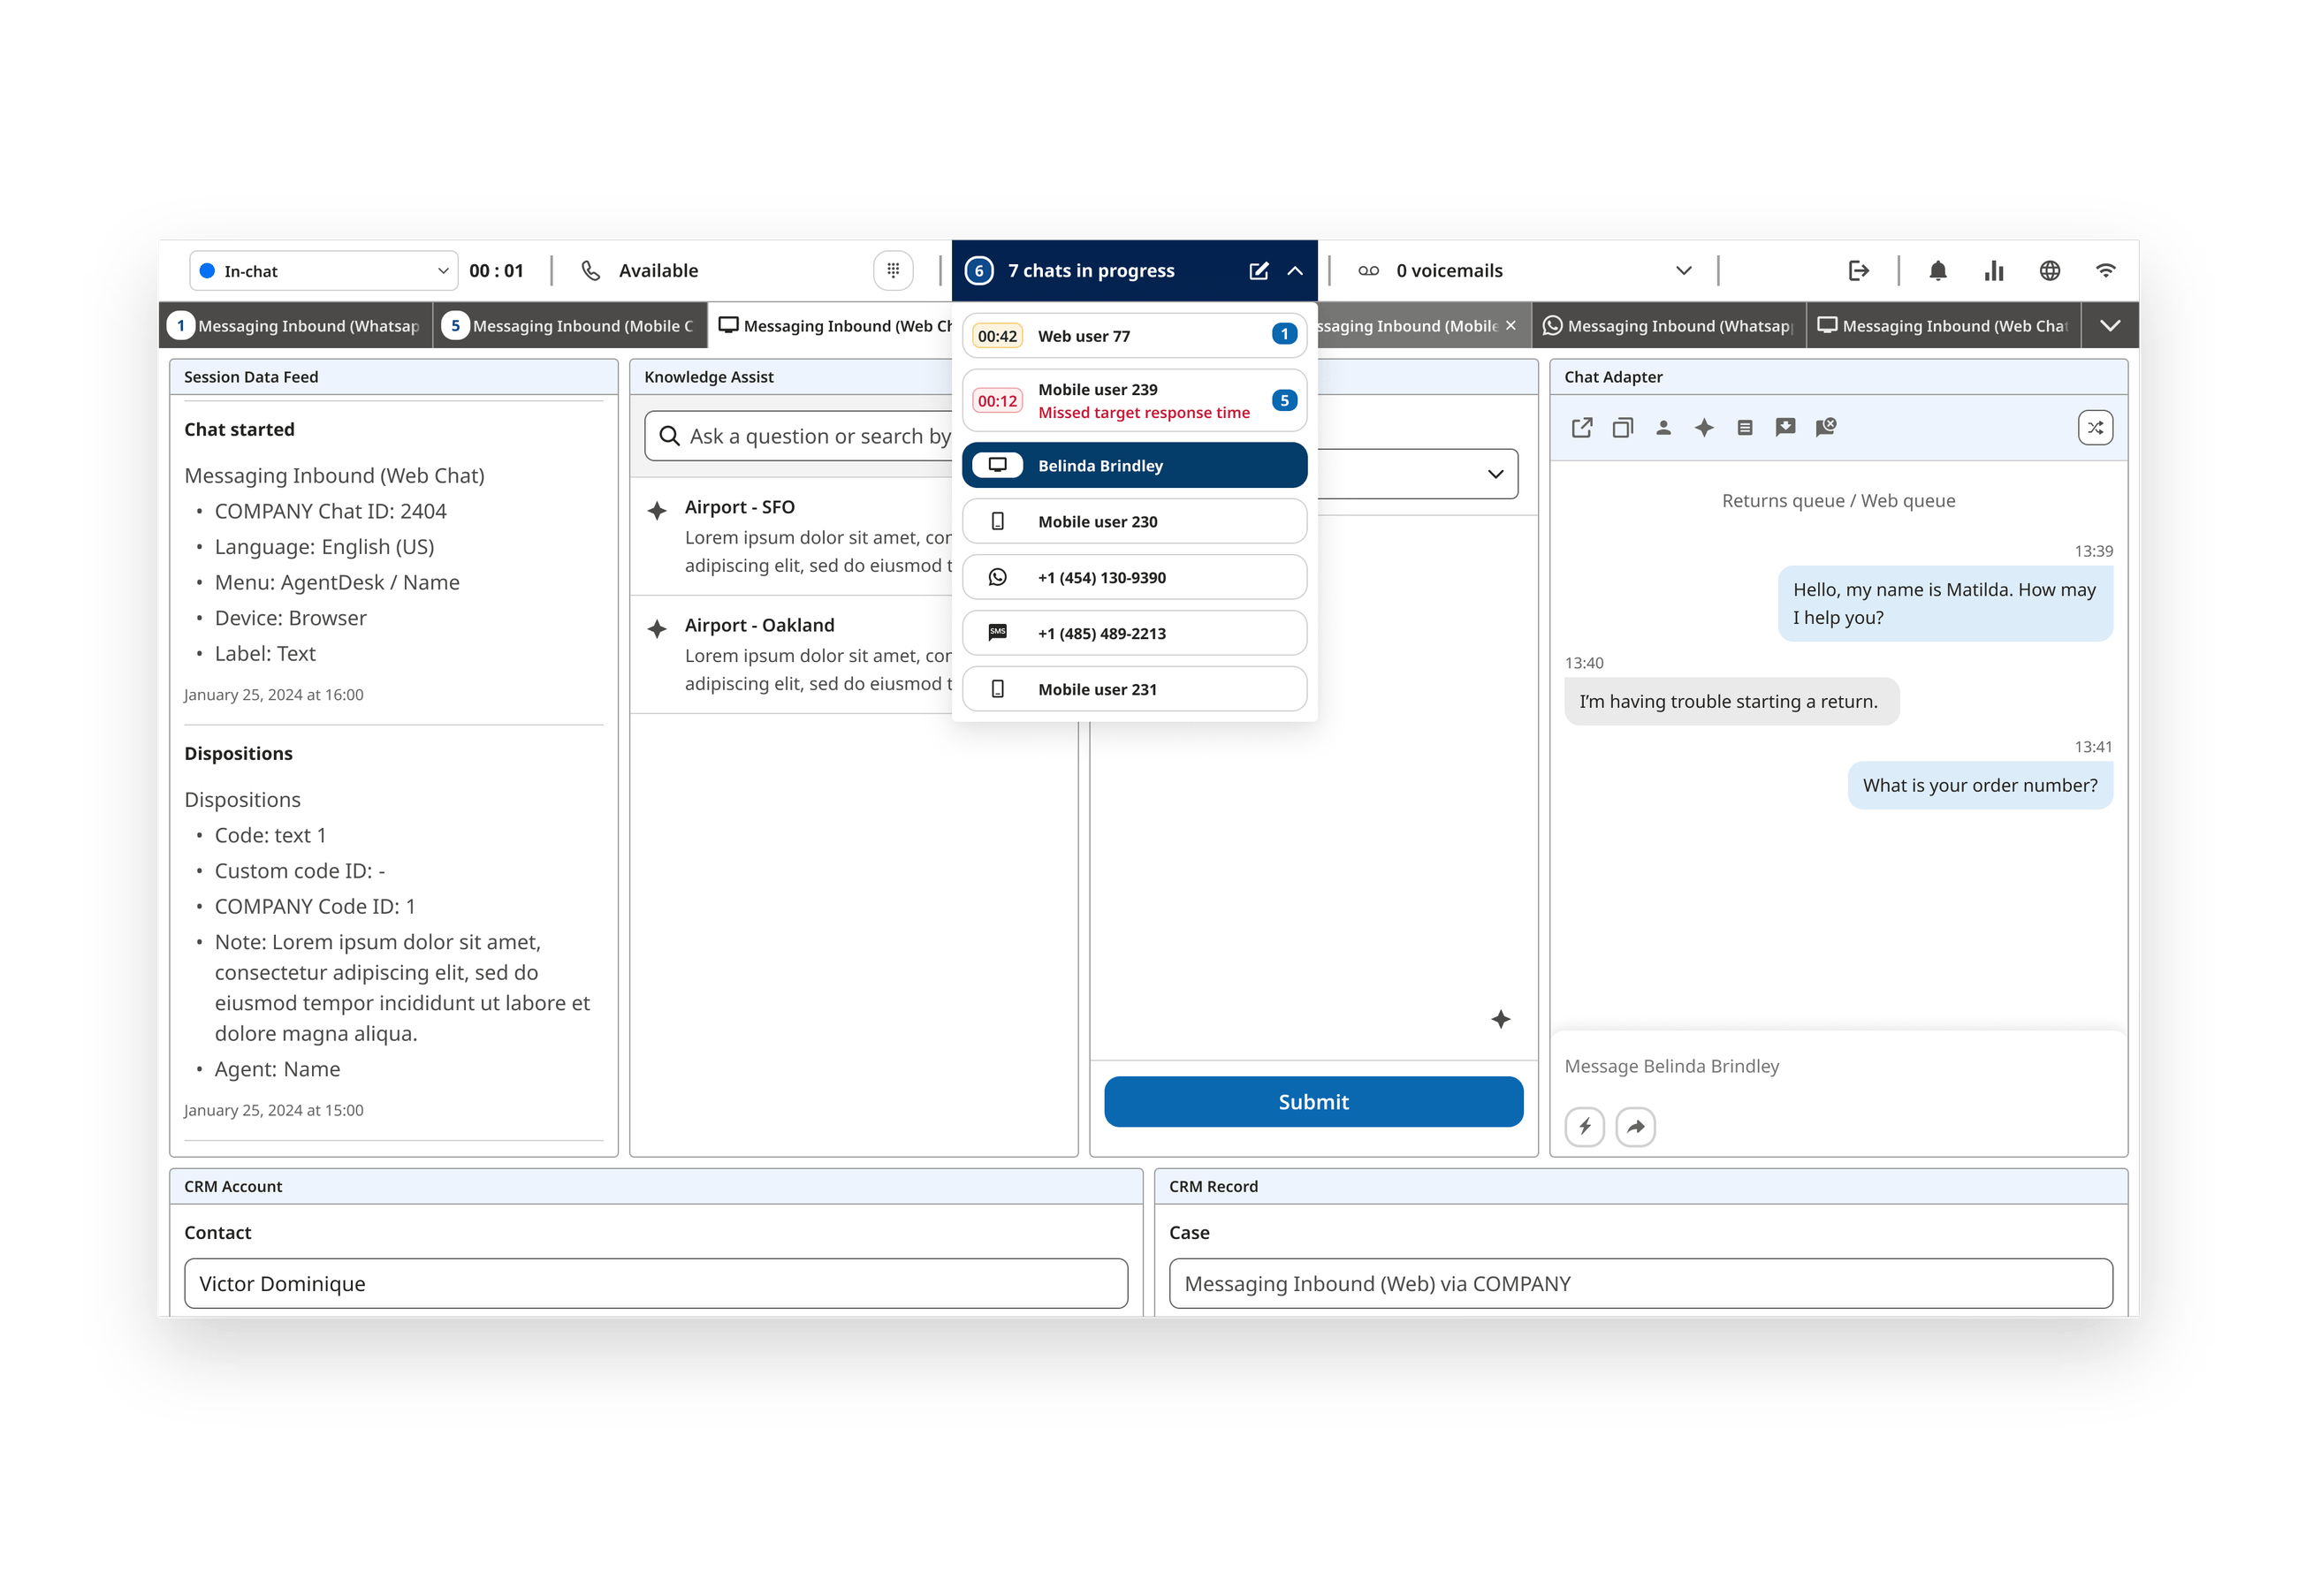 In-chat
00 : 01
Available
6
7 chats in progress
0 voicemails
1 Messaging Inbound (Whatsap
5 Messaging Inbound (Mobile C
Messaging Inbound (Web Ch
ssaging Inbound (Mobile
Messaging Inbound (Whatsap
Messaging Inbound (Web Chat
00:42 Web user 77 1
00:12 Mobile user 239 5
Missed target response time
Belinda Brindley
Mobile user 230
+1 (454) 130-9390
SMS +1 (485) 489-2213
Mobile user 231
Session Data Feed
Chat started
Messaging Inbound (Web Chat)
• COMPANY Chat ID: 2404
• Language: English (US)
• Menu: AgentDesk / Name
• Device: Browser
• Label: Text
January 25, 2024 at 16:00
Dispositions
Dispositions
• Code: text 1
• Custom code ID: -
• COMPANY Code ID: 1
• Note: Lorem ipsum dolor sit amet,
consectetur adipiscing elit, sed do
eiusmod tempor incididunt ut labore et
dolore magna aliqua.
• Agent: Name
January 25, 2024 at 15:00
Knowledge Assist
Ask a question or search by
Airport - SFO
Lorem ipsum dolor sit amet, con
adipiscing elit, sed do eiusmod t
Airport - Oakland
Lorem ipsum dolor sit amet, con
adipiscing elit, sed do eiusmod t
Submit
Chat Adapter
Returns queue / Web queue
13:39
Hello, my name is Matilda. How may
I help you?
13:40
I'm having trouble starting a return.
13:41
What is your order number?
Message Belinda Brindley
CRM Account
Contact
Victor Dominique
CRM Record
Case
Messaging Inbound (Web) via COMPANY